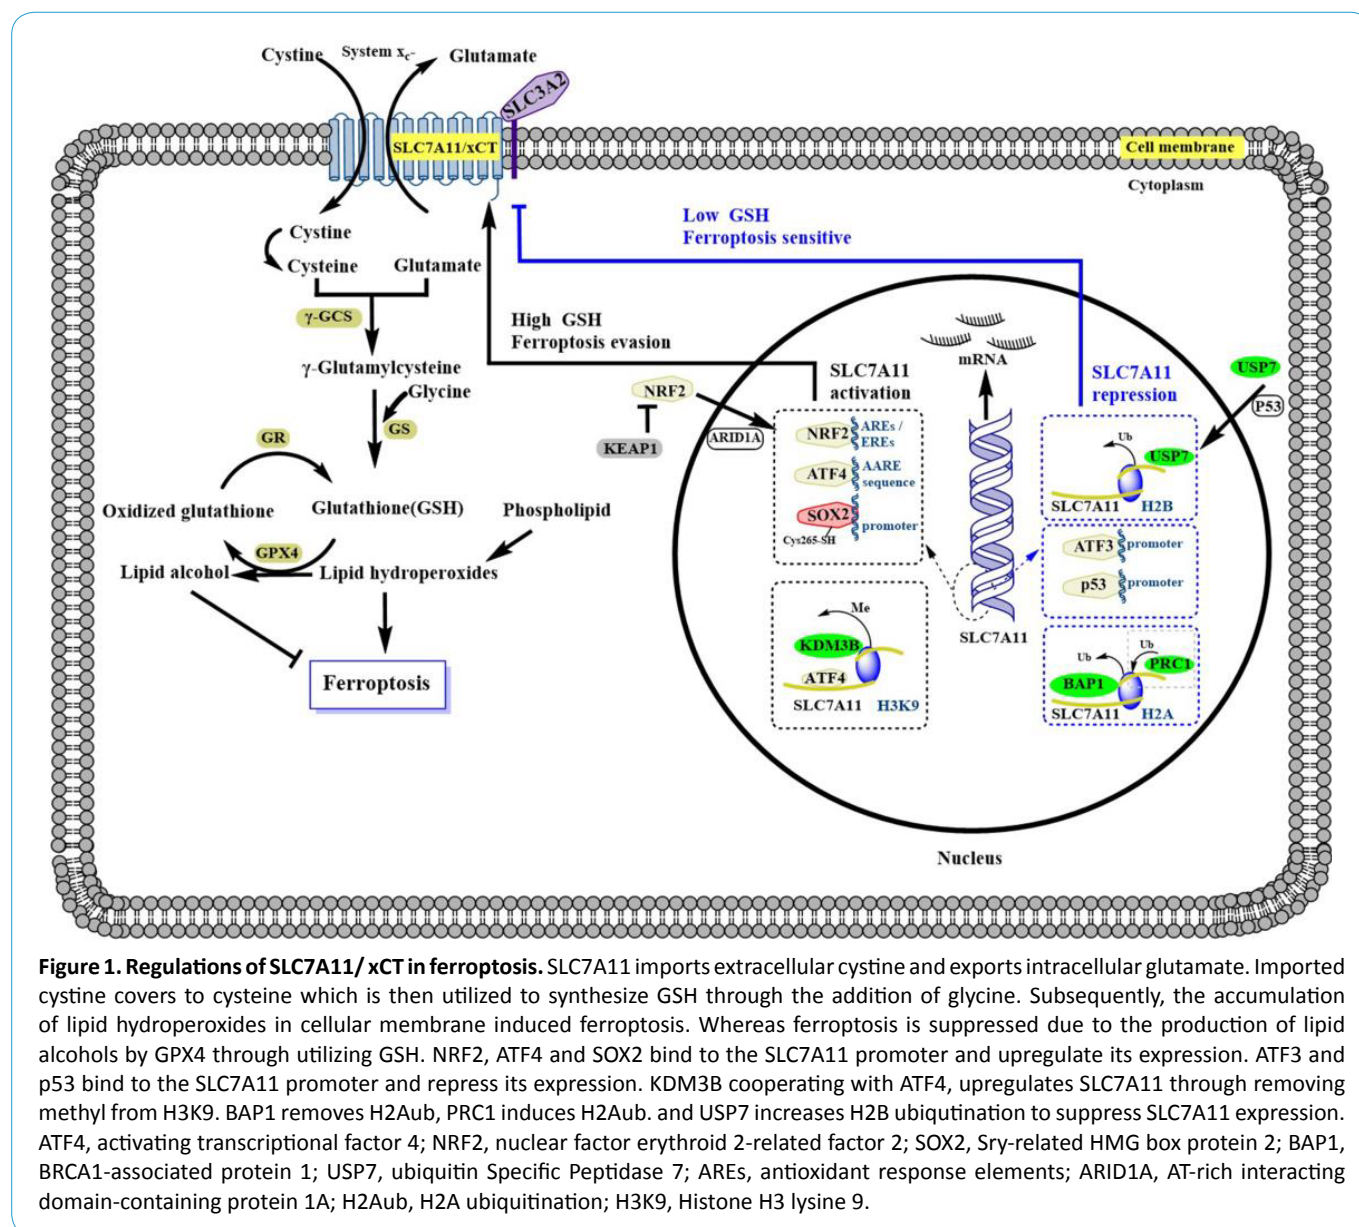 Cystine
System xc-
Glutamate
SLC3A2
SLC7A11/xCT
Cell membrane
Cytoplasm
Cystine
Cysteine
Glutamate
γ-GCS
γ-Glutamylcysteine
Glycine
GS
GR
Oxidized glutathione
Glutathione(GSH)
Phospholipid
GPX4
Lipid alcohol
Lipid hydroperoxides
Ferroptosis
Low GSH
Ferroptosis sensitive
High GSH
Ferroptosis evasion
NRF2
KEAP1
ARID1A
SLC7A11
activation
NRF2
AREs /
EREs
ATF4
AARE
sequence
SOX2
promoter
Cys265-SH
Me
KDM3B
ATF4
SLC7A11
H3K9
mRNA
SLC7A11
SLC7A11
repression
USP7
P53
Ub
USP7
SLC7A11
H2B
ATF3
promoter
p53
promoter
Ub
Ub
PRC1
BAP1
SLC7A11
H2A
Nucleus
Figure 1. Regulations of SLC7A11/ xCT in ferroptosis. SLC7A11 imports extracellular cystine and exports intracellular glutamate. Imported
cystine covers to cysteine which is then utilized to synthesize GSH through the addition of glycine. Subsequently, the accumulation
of lipid hydroperoxides in cellular membrane induced ferroptosis. Whereas ferroptosis is suppressed due to the production of lipid
alcohols by GPX4 through utilizing GSH. NRF2, ATF4 and SOX2 bind to the SLC7A11 promoter and upregulate its expression. ATF3 and
p53 bind to the SLC7A11 promoter and repress its expression. KDM3B cooperating with ATF4, upregulates SLC7A11 through removing
methyl from H3K9. BAP1 removes H2Aub, PRC1 induces H2Aub. and USP7 increases H2B ubiqutination to suppress SLC7A11 expression.
ATF4, activating transcriptional factor 4; NRF2, nuclear factor erythroid 2-related factor 2; SOX2, Sry-related HMG box protein 2; BAP1,
BRCA1-associated protein 1; USP7, ubiquitin Specific Peptidase 7; AREs, antioxidant response elements; ARID1A, AT-rich interacting
domain-containing protein 1A; H2Aub, H2A ubiquitination; H3K9, Histone H3 lysine 9.